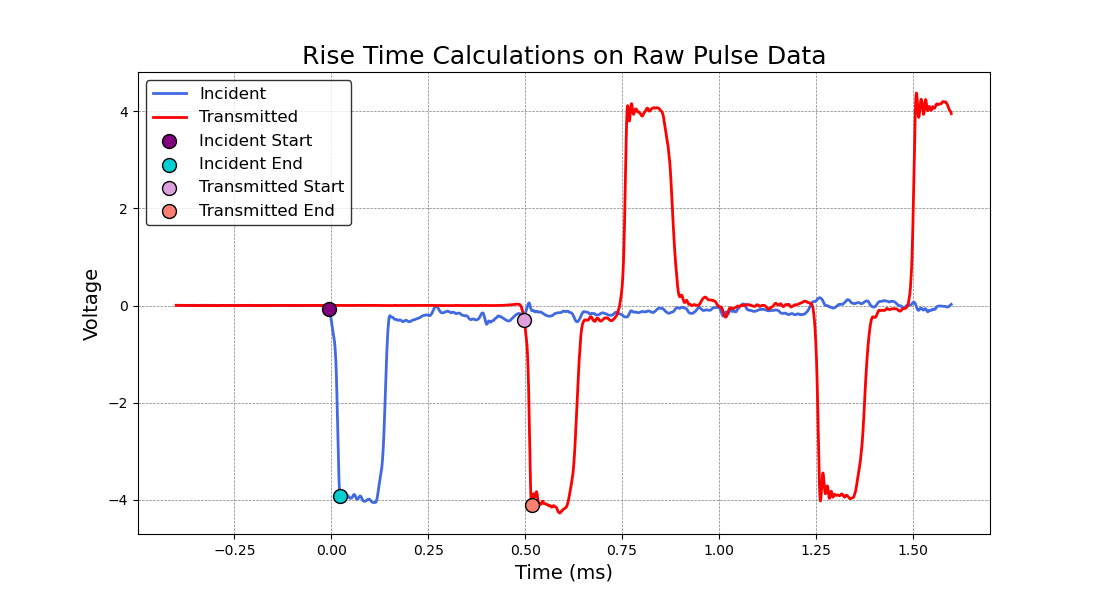 Rise Time Calculations on Raw Pulse Data
Incident
Transmitted
Incident Start
Incident End
Transmitted Start
Transmitted End
Voltage
4
2
0
−2
−4
−0.25 0.00 0.25 0.50 0.75 1.00 1.25 1.50
Time (ms)